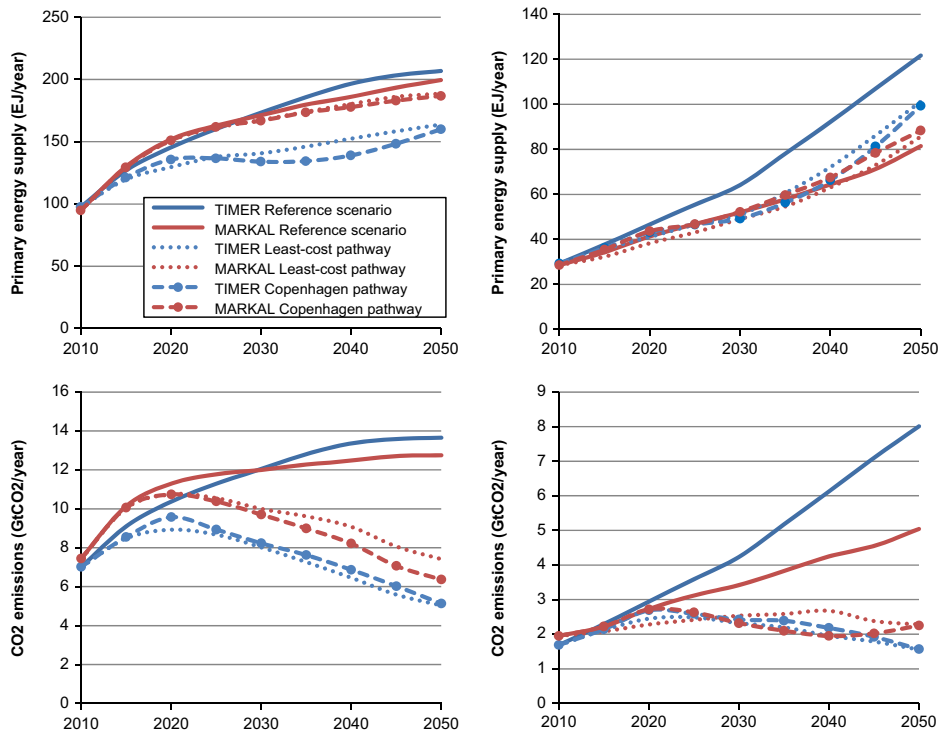 Primary energy supply (EJ/year)
250
200
150
100
50
0
2010 2020 2030 2040 2050
TIMER Reference scenario
MARKAL Reference scenario
TIMER Least-cost pathway
MARKAL Least-cost pathway
TIMER Copenhagen pathway
MARKAL Copenhagen pathway
Primary energy supply (EJ/year)
140
120
100
80
60
40
20
0
2010 2020 2030 2040 2050
CO2 emissions (GtCO2/year)
16
14
12
10
8
6
4
2
0
2010 2020 2030 2040 2050
CO2 emissions (GtCO2/year)
9
8
7
6
5
4
3
2
1
0
2010 2020 2030 2040 2050